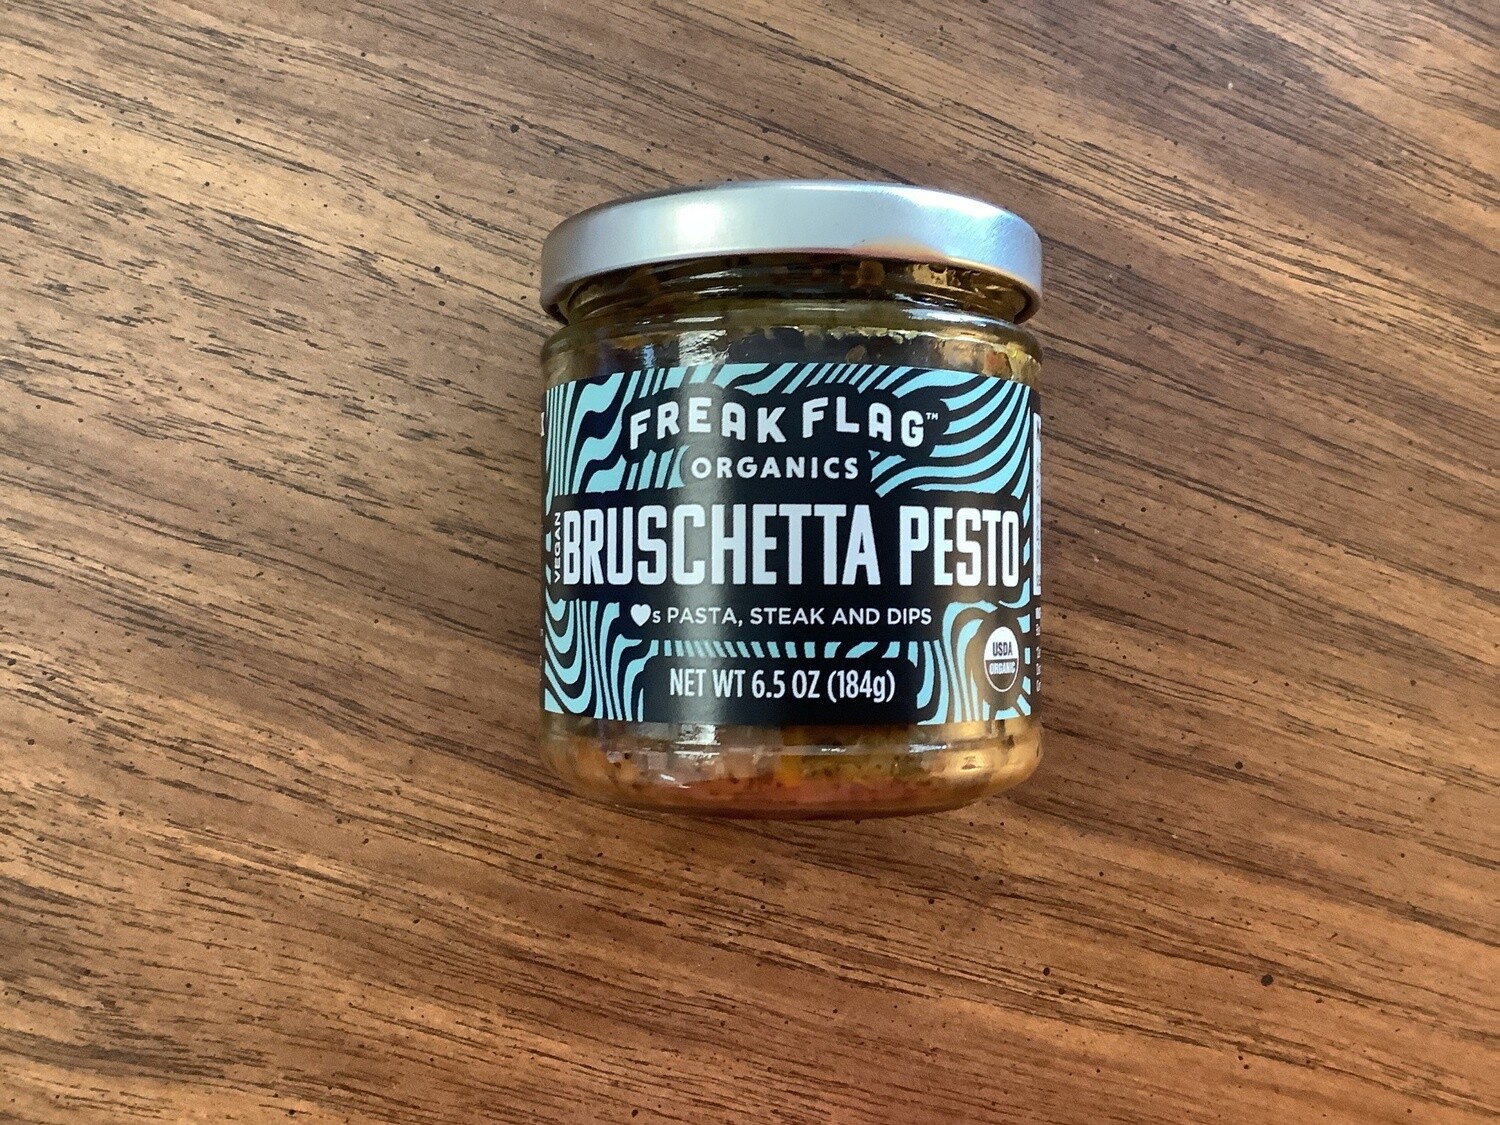 FREAK FLAG™
ORGANICS
VEGAN
BRUSCHETTA PESTO
♥s PASTA, STEAK AND DIPS
USDA
ORGANIC
NET WT 6.5 OZ (184g)